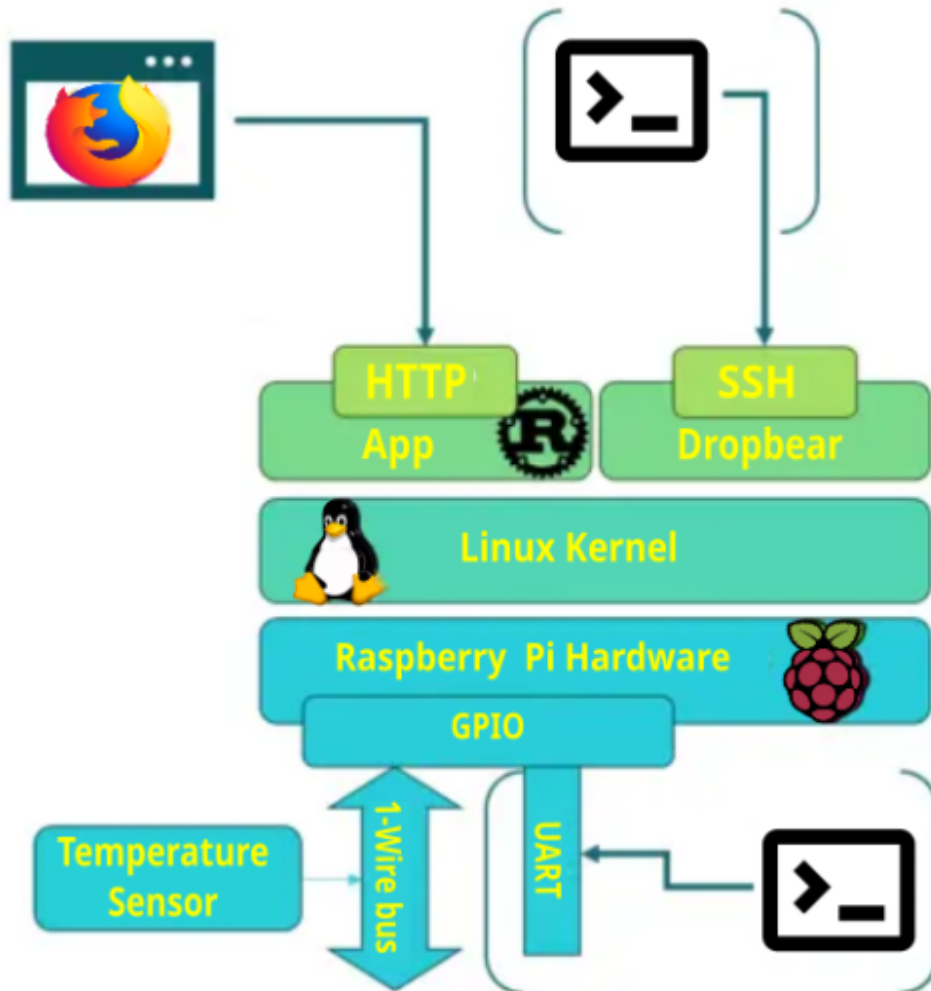 HTTP
App
SSH
Dropbear
Linux Kernel
Raspberry Pi Hardware
GPIO
1-Wire bus
UART
Temperature
Sensor
>_
>_
R